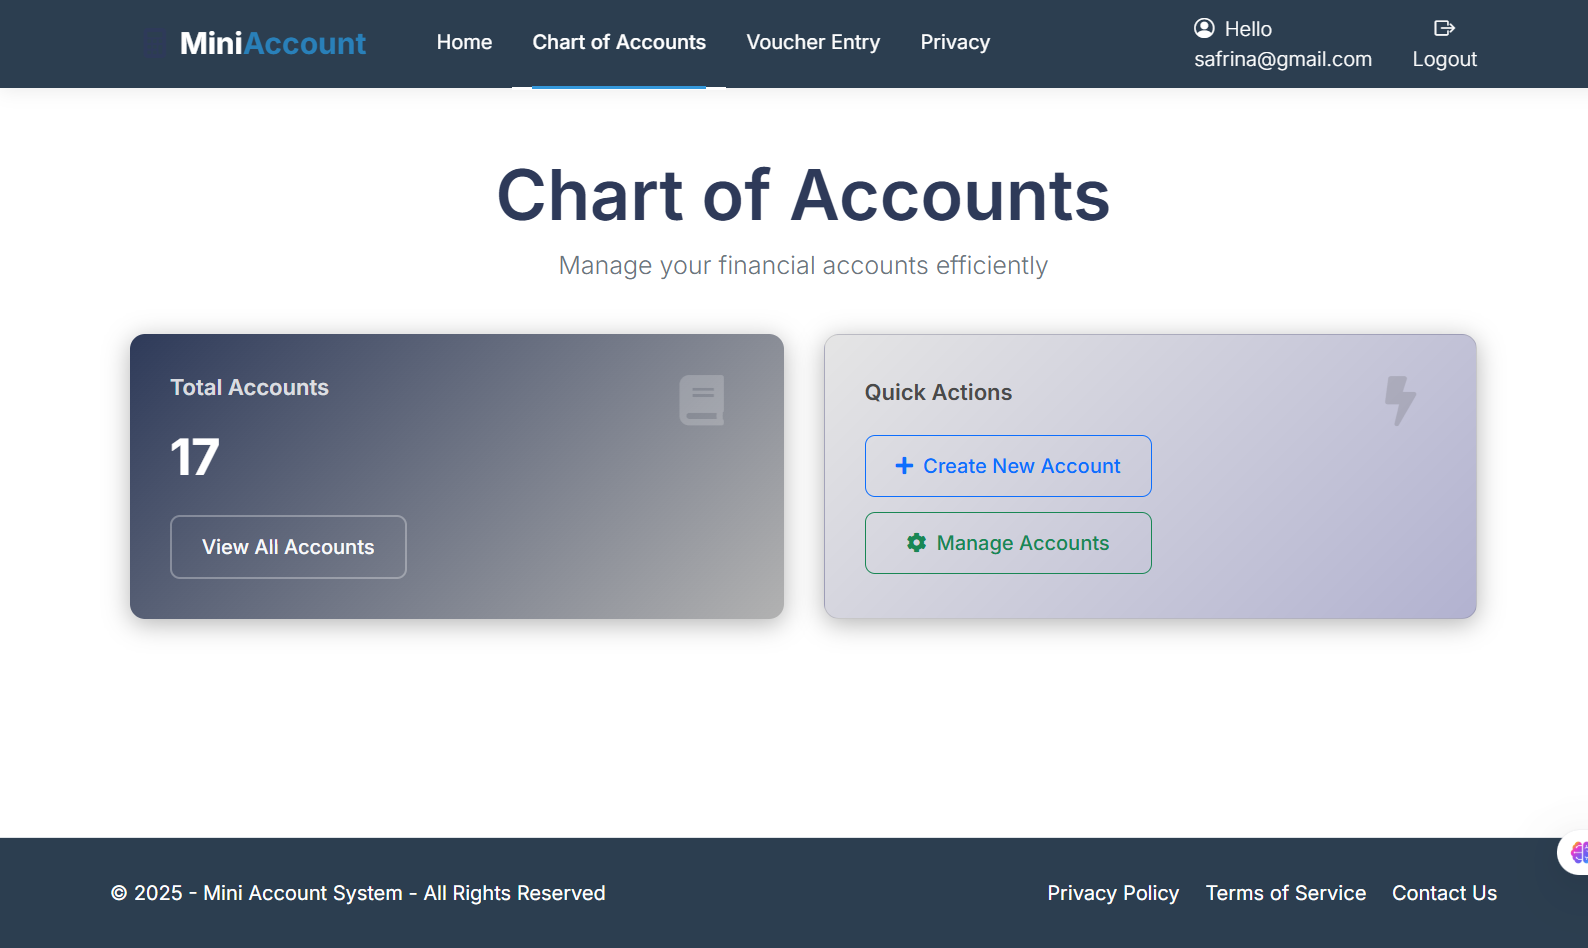 MiniAccount
Home
Chart of Accounts
Voucher Entry
Privacy
Hello
safrina@gmail.com
Logout
Chart of Accounts
Manage your financial accounts efficiently
Total Accounts
17
View All Accounts
Quick Actions
Create New Account
Manage Accounts
© 2025 - Mini Account System - All Rights Reserved
Privacy Policy
Terms of Service
Contact Us